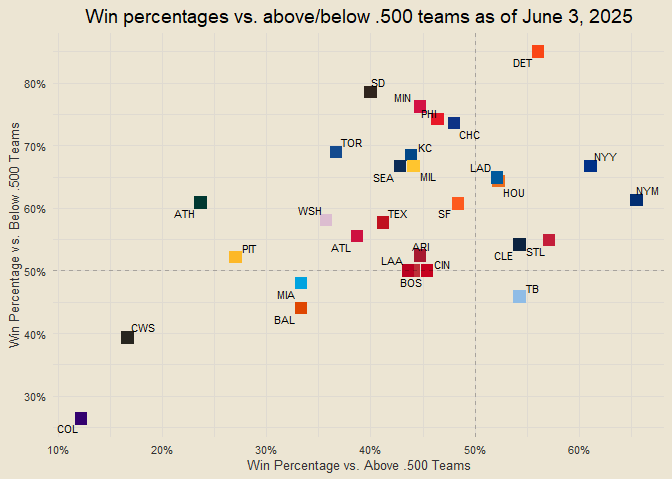 Win percentages vs. above/below .500 teams as of June 3, 2025
DET
80%
SD
MIN
PHI
CHC
70%
TOR
KC
SEA
MIL
LAD
HOU
NYY
NYM
60%
ATH
WSH
TEX
SF
ATL
PIT
ARI
CLE
STL
50%
LAA
CIN
BOS
MIA
TB
BAL
40%
CWS
30%
COL
10%
20%
30%
40%
50%
60%
Win Percentage vs. Above .500 Teams
Win Percentage vs. Below .500 Teams